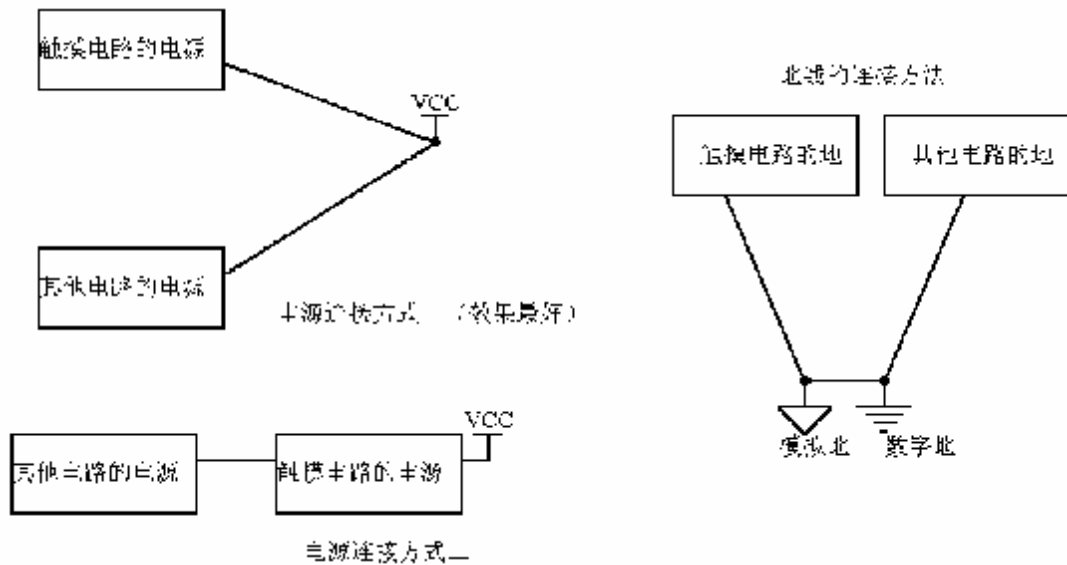 触摸电路的电源
VCC
其他电路的电源
电源连接方式一 （效果最好）
VCC
其他电路的电源
触摸电路的电源
电源连接方式二
地线的连接方法
触摸电路的地
其他电路的地
模拟地
数字地